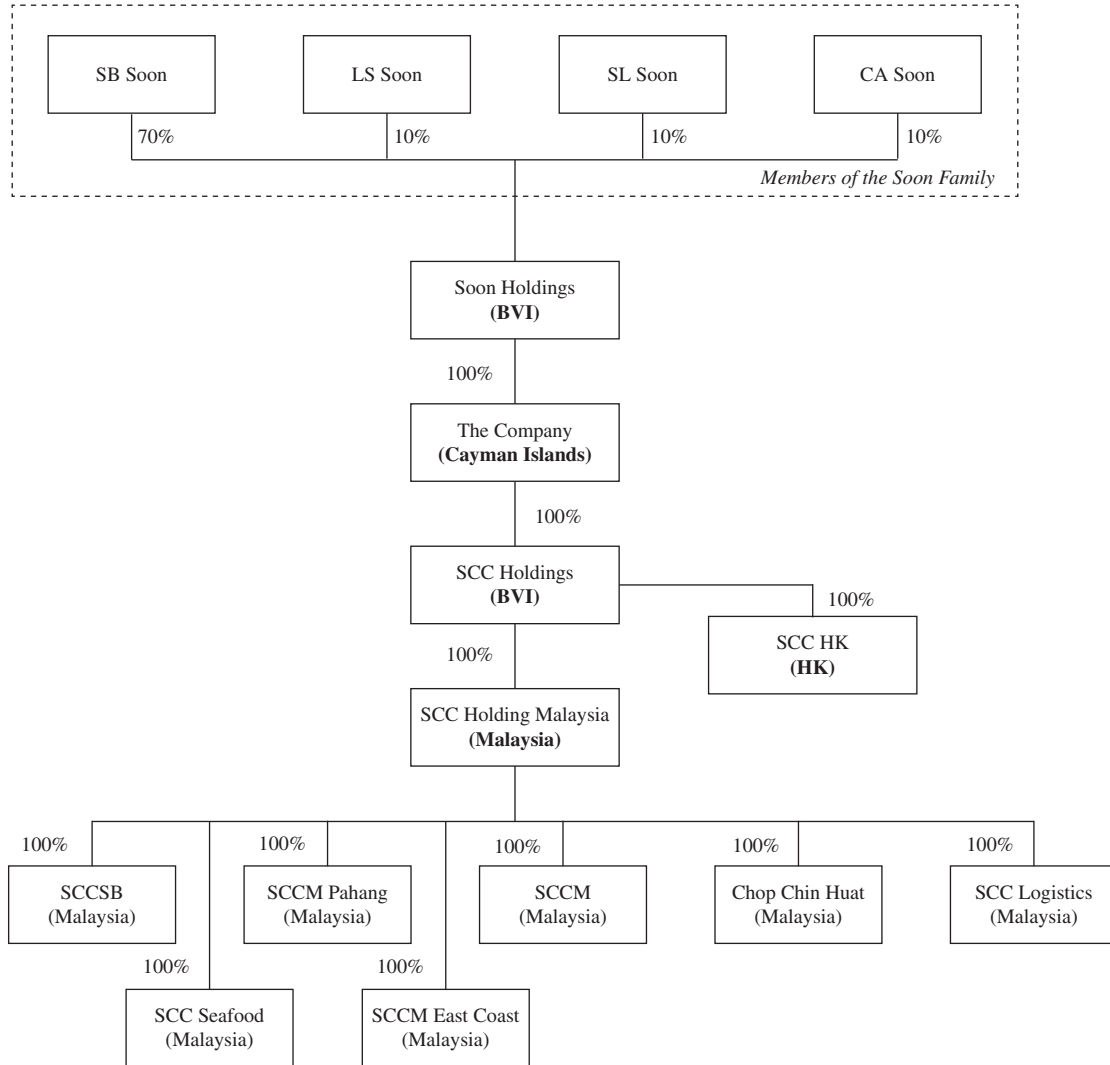 SB Soon
LS Soon
SL Soon
CA Soon
70%
10%
10%
10%
Members of the Soon Family
Soon Holdings
(BVI)
100%
The Company
(Cayman Islands)
100%
SCC Holdings
(BVI)
100%
SCC HK
(HK)
100%
SCC Holding Malaysia
(Malaysia)
100%
SCCSB
(Malaysia)
100%
SCCM Pahang
(Malaysia)
100%
SCCM
(Malaysia)
100%
Chop Chin Huat
(Malaysia)
100%
SCC Logistics
(Malaysia)
100%
SCC Seafood
(Malaysia)
100%
SCCM East Coast
(Malaysia)